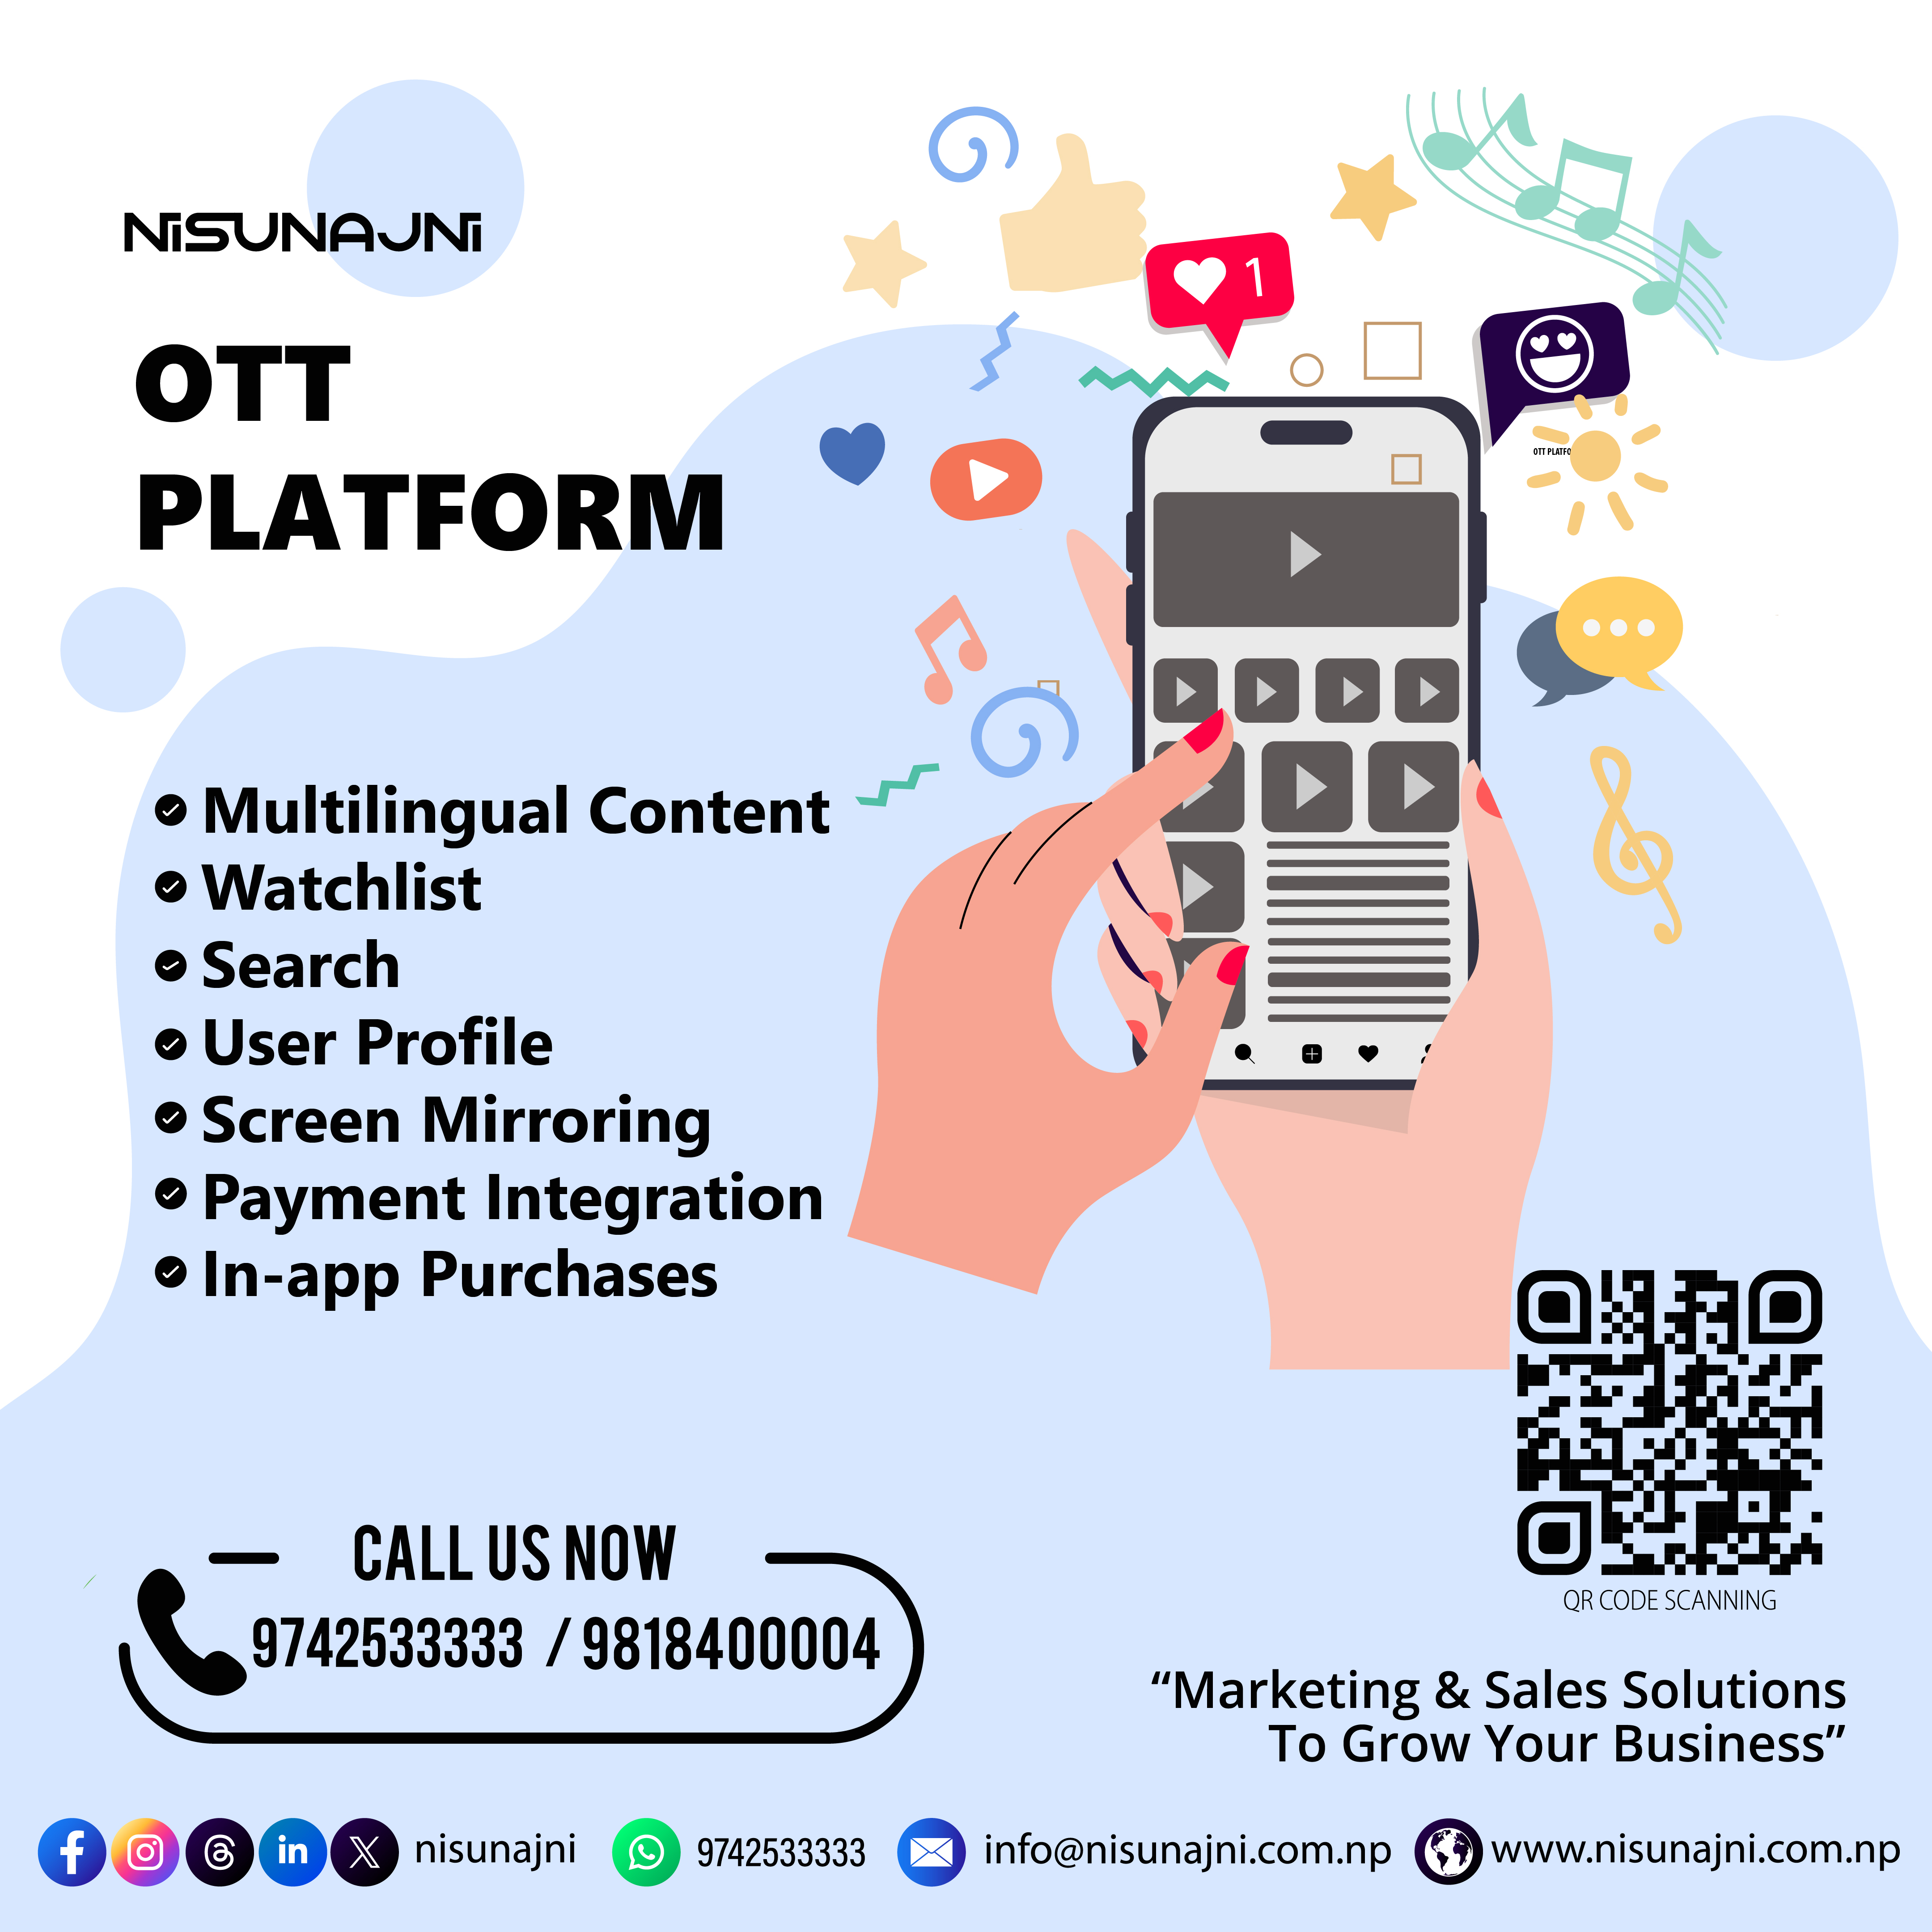 NiSUNAJNi
OTT
PLATFORM
1
OTT PLATFO
Multilingual Content
Watchlist
Search
User Profile
Screen Mirroring
Payment Integration
In-app Purchases
QR CODE SCANNING
CALL US NOW
9742533333 / 9818400004
“Marketing & Sales Solutions
To Grow Your Business”
nisunajni 9742533333 info@nisunajni.com.np www.nisunajni.com.np